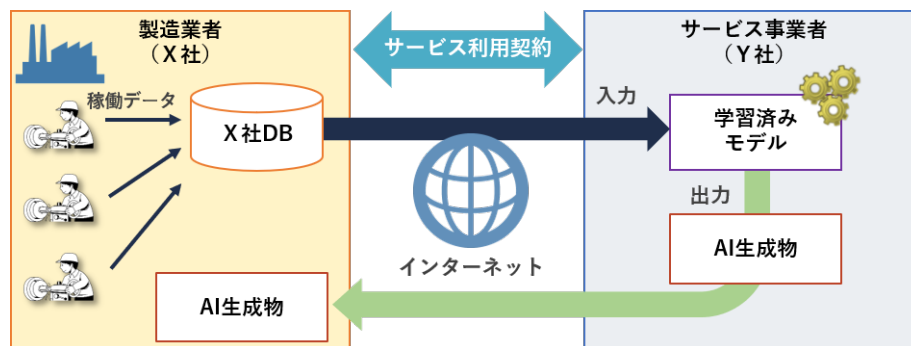 製造業者
（Ｘ社）
サービス利用契約
サービス事業者
（Ｙ社）
稼働データ
Ｘ社DB
入力
学習済み
モデル
出力
AI生成物
インターネット
AI生成物